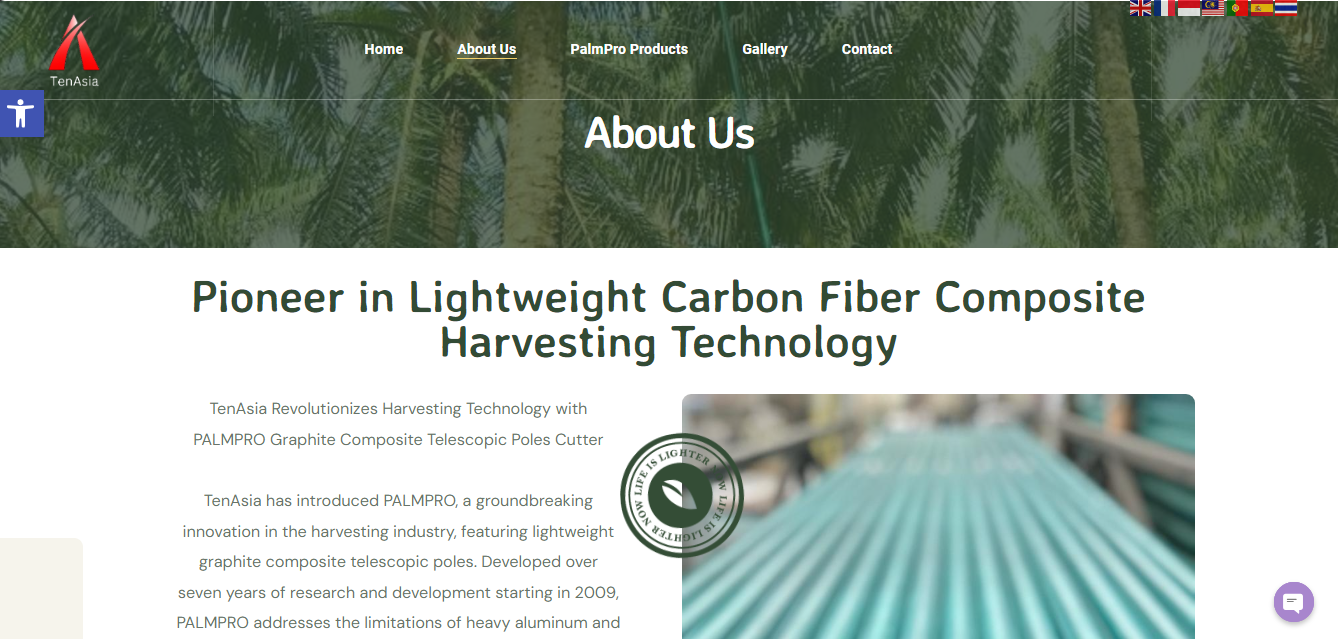 TenAsia
Home
About Us
PalmPro Products
Gallery
Contact
About Us
Pioneer in Lightweight Carbon Fiber Composite
Harvesting Technology
TenAsia Revolutionizes Harvesting Technology with
PALMPRO Graphite Composite Telescopic Poles Cutter
TenAsia has introduced PALMPRO, a groundbreaking
innovation in the harvesting industry, featuring lightweight
graphite composite telescopic poles. Developed over
seven years of research and development starting in 2009,
PALMPRO addresses the limitations of heavy aluminum and
NOW LIFE IS LIGHTER NOW LIFE IS LIGHTER